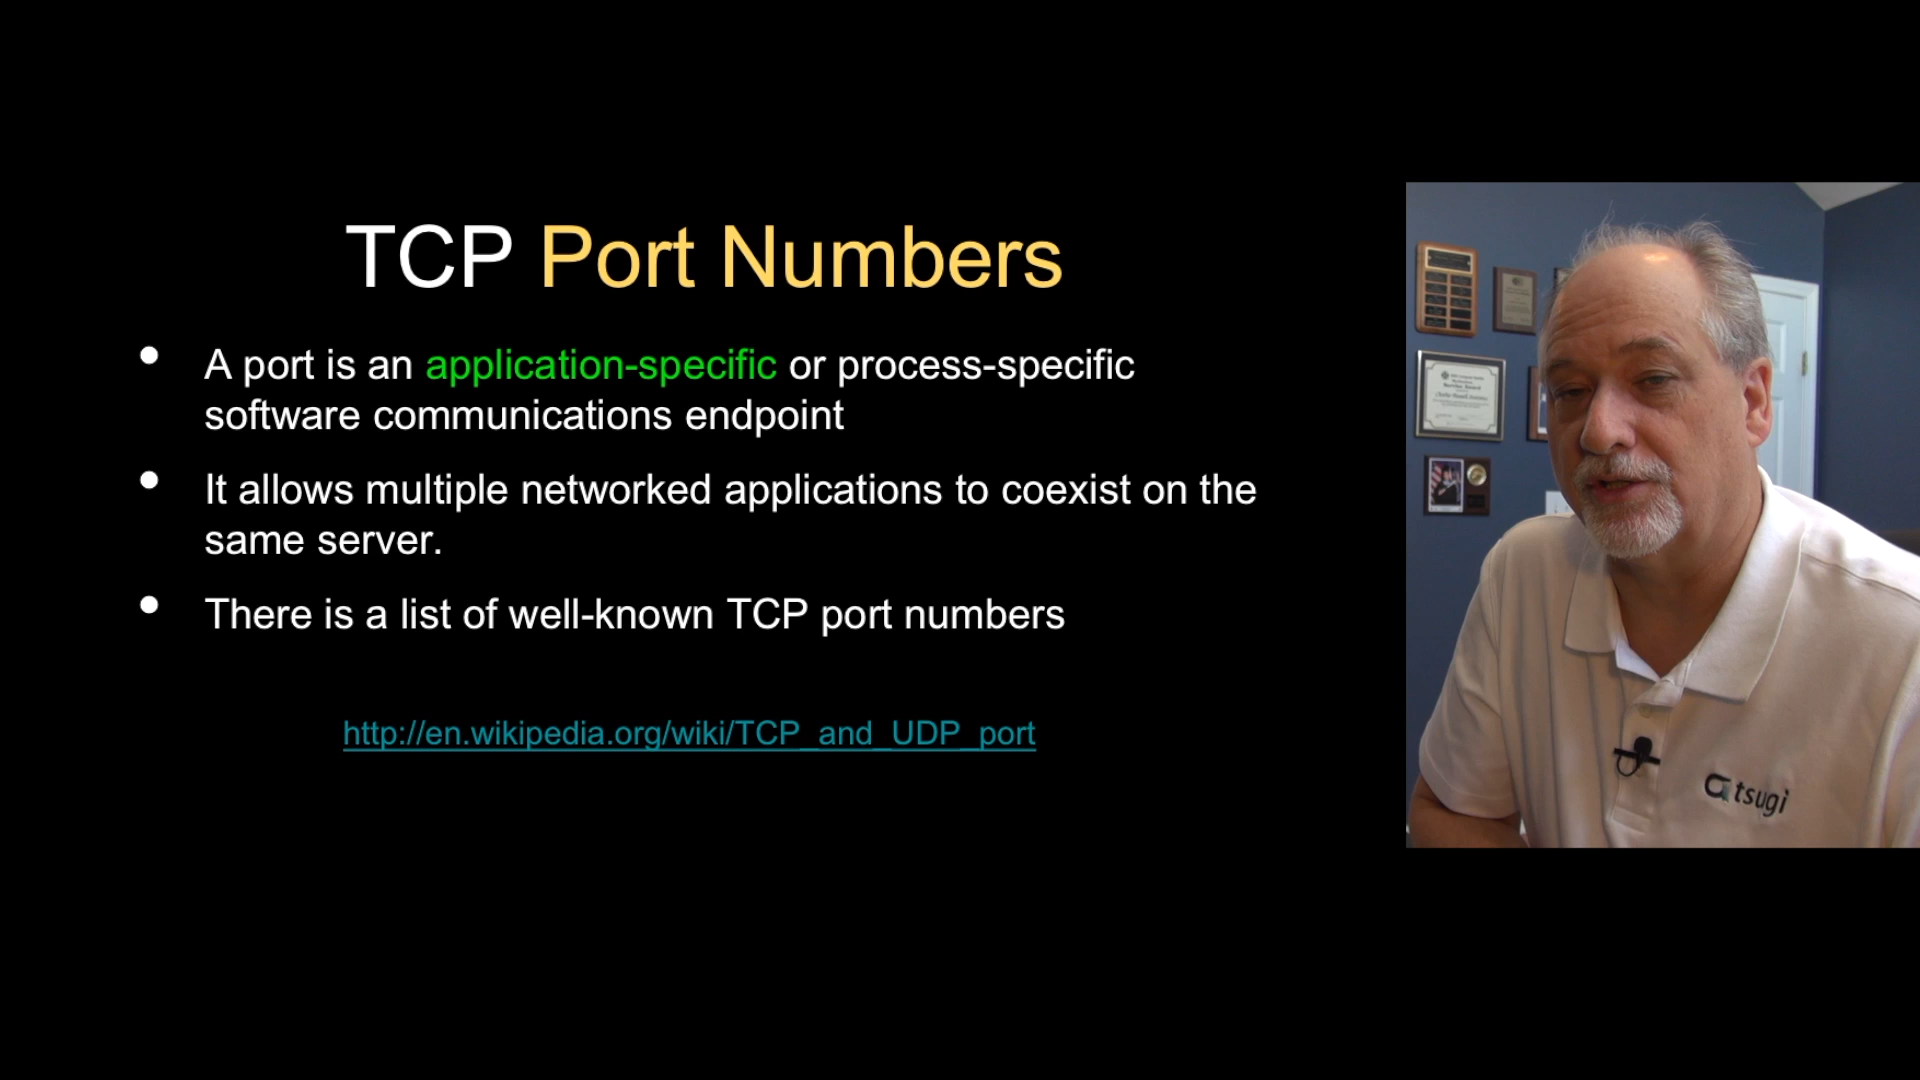 TCP Port Numbers
• A port is an application-specific or process-specific
software communications endpoint
• It allows multiple networked applications to coexist on the
same server.
• There is a list of well-known TCP port numbers
http://en.wikipedia.org/wiki/TCP_and_UDP_port
tsugi